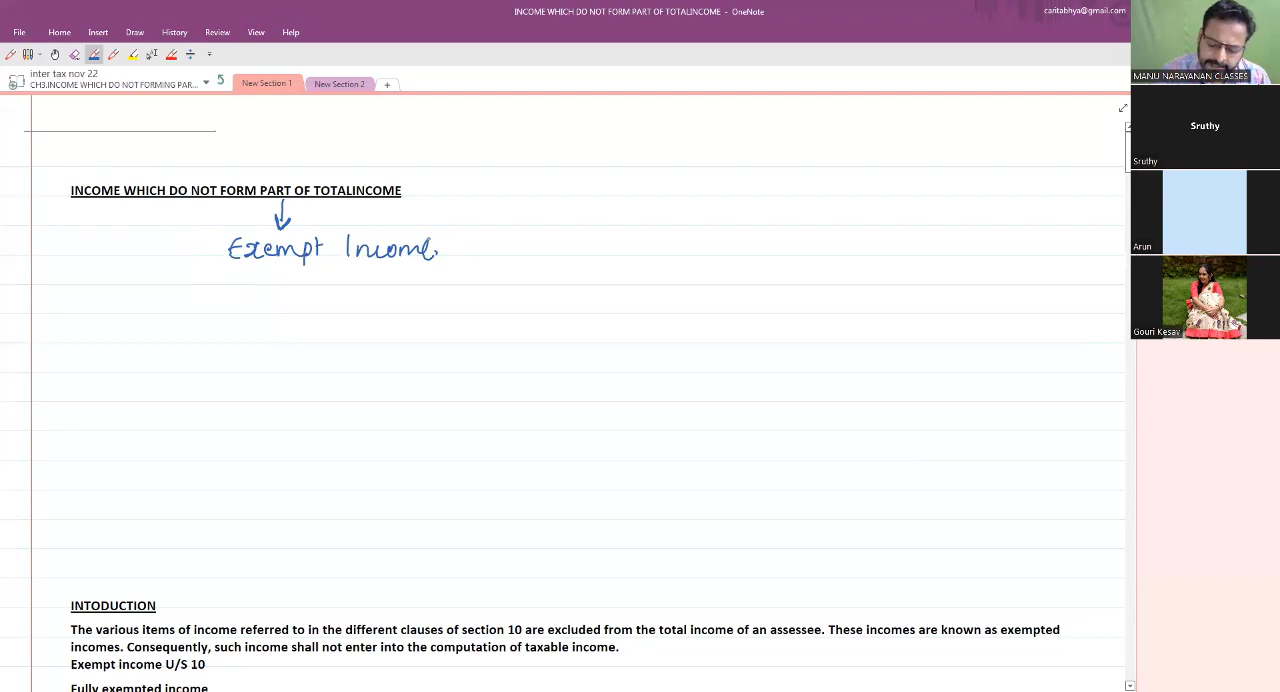 INCOME WHICH DO NOT FORM PART OF TOTALINCOME - OneNote
caritabhya@gmail.com
File Home Insert Draw History Review View Help
inter tax nov 22
CH3.INCOME WHICH DO NOT FORMING PAR...
New Section 1 New Section 2 +
MANU NARAYANAN CLASSES
Sruthy
Sruthy
Arun
Gouri Kesav
INCOME WHICH DO NOT FORM PART OF TOTALINCOME
Exempt Income.
INTODUCTION
The various items of income referred to in the different clauses of section 10 are excluded from the total income of an assessee. These incomes are known as exempted
incomes. Consequently, such income shall not enter into the computation of taxable income.
Exempt income U/S 10
Fully exempted income